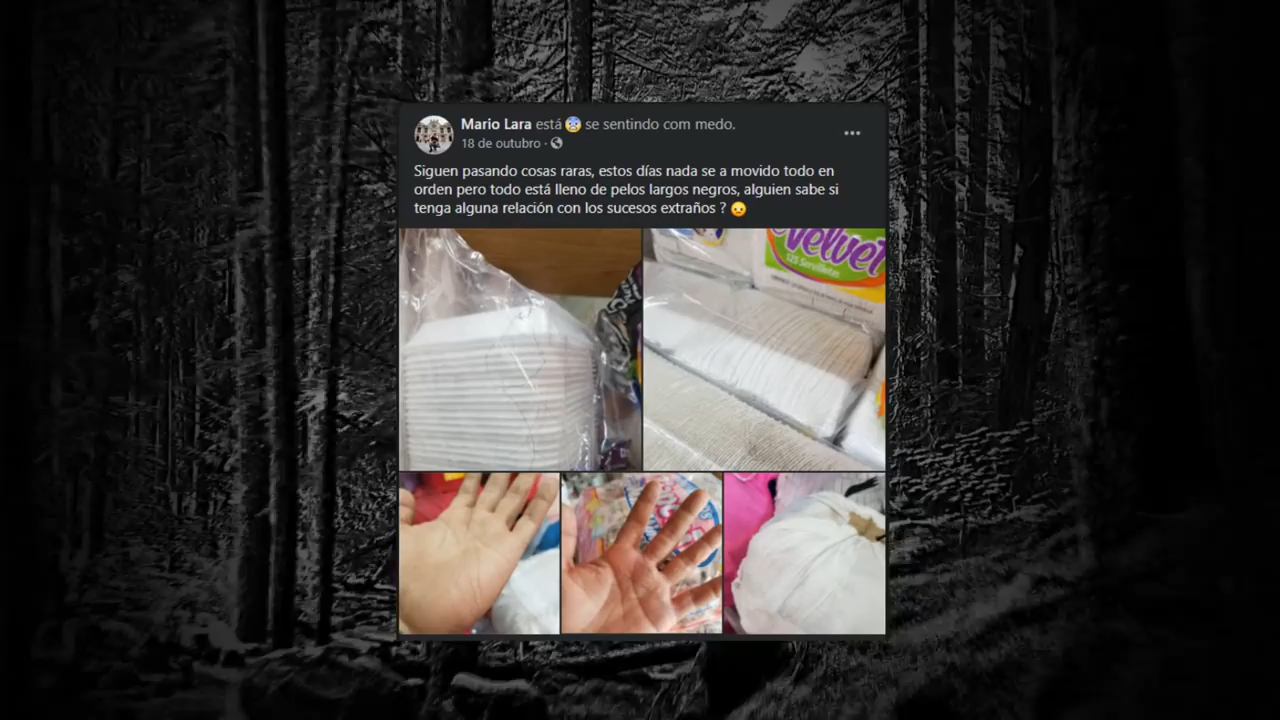 Mario Lara está 😨 se sentindo com medo.
18 de outubro ·
Siguen pasando cosas raras, estos días nada se a movido todo en
orden pero todo está lleno de pelos largos negros, alguien sabe si
tenga alguna relación con los sucesos extraños ? 😳
Velvet
125 Servilletas